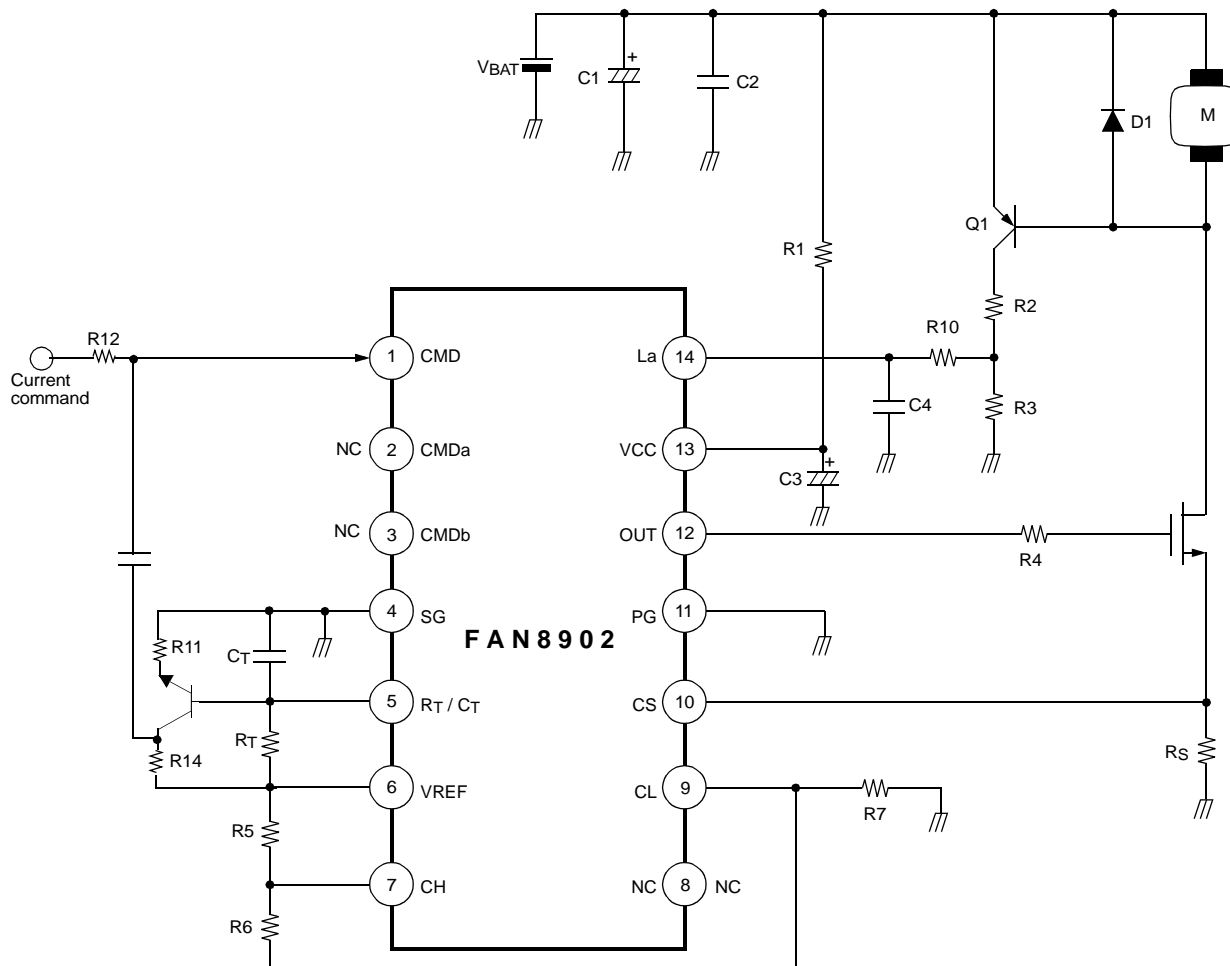 VBAT
C1
+
C2
D1
M
Q1
R1
R2
R12
R10
1
CMD
La
14
Current
command
C4
R3
NC
2
CMDa
VCC
13
+
C3
NC
3
CMDb
OUT
12
R4
4
SG
PG
11
FAN8902
R11
CT
5
RT / CT
CS
10
RT
RS
R14
6
VREF
CL
9
R7
R5
7
CH
NC
8
NC
R6